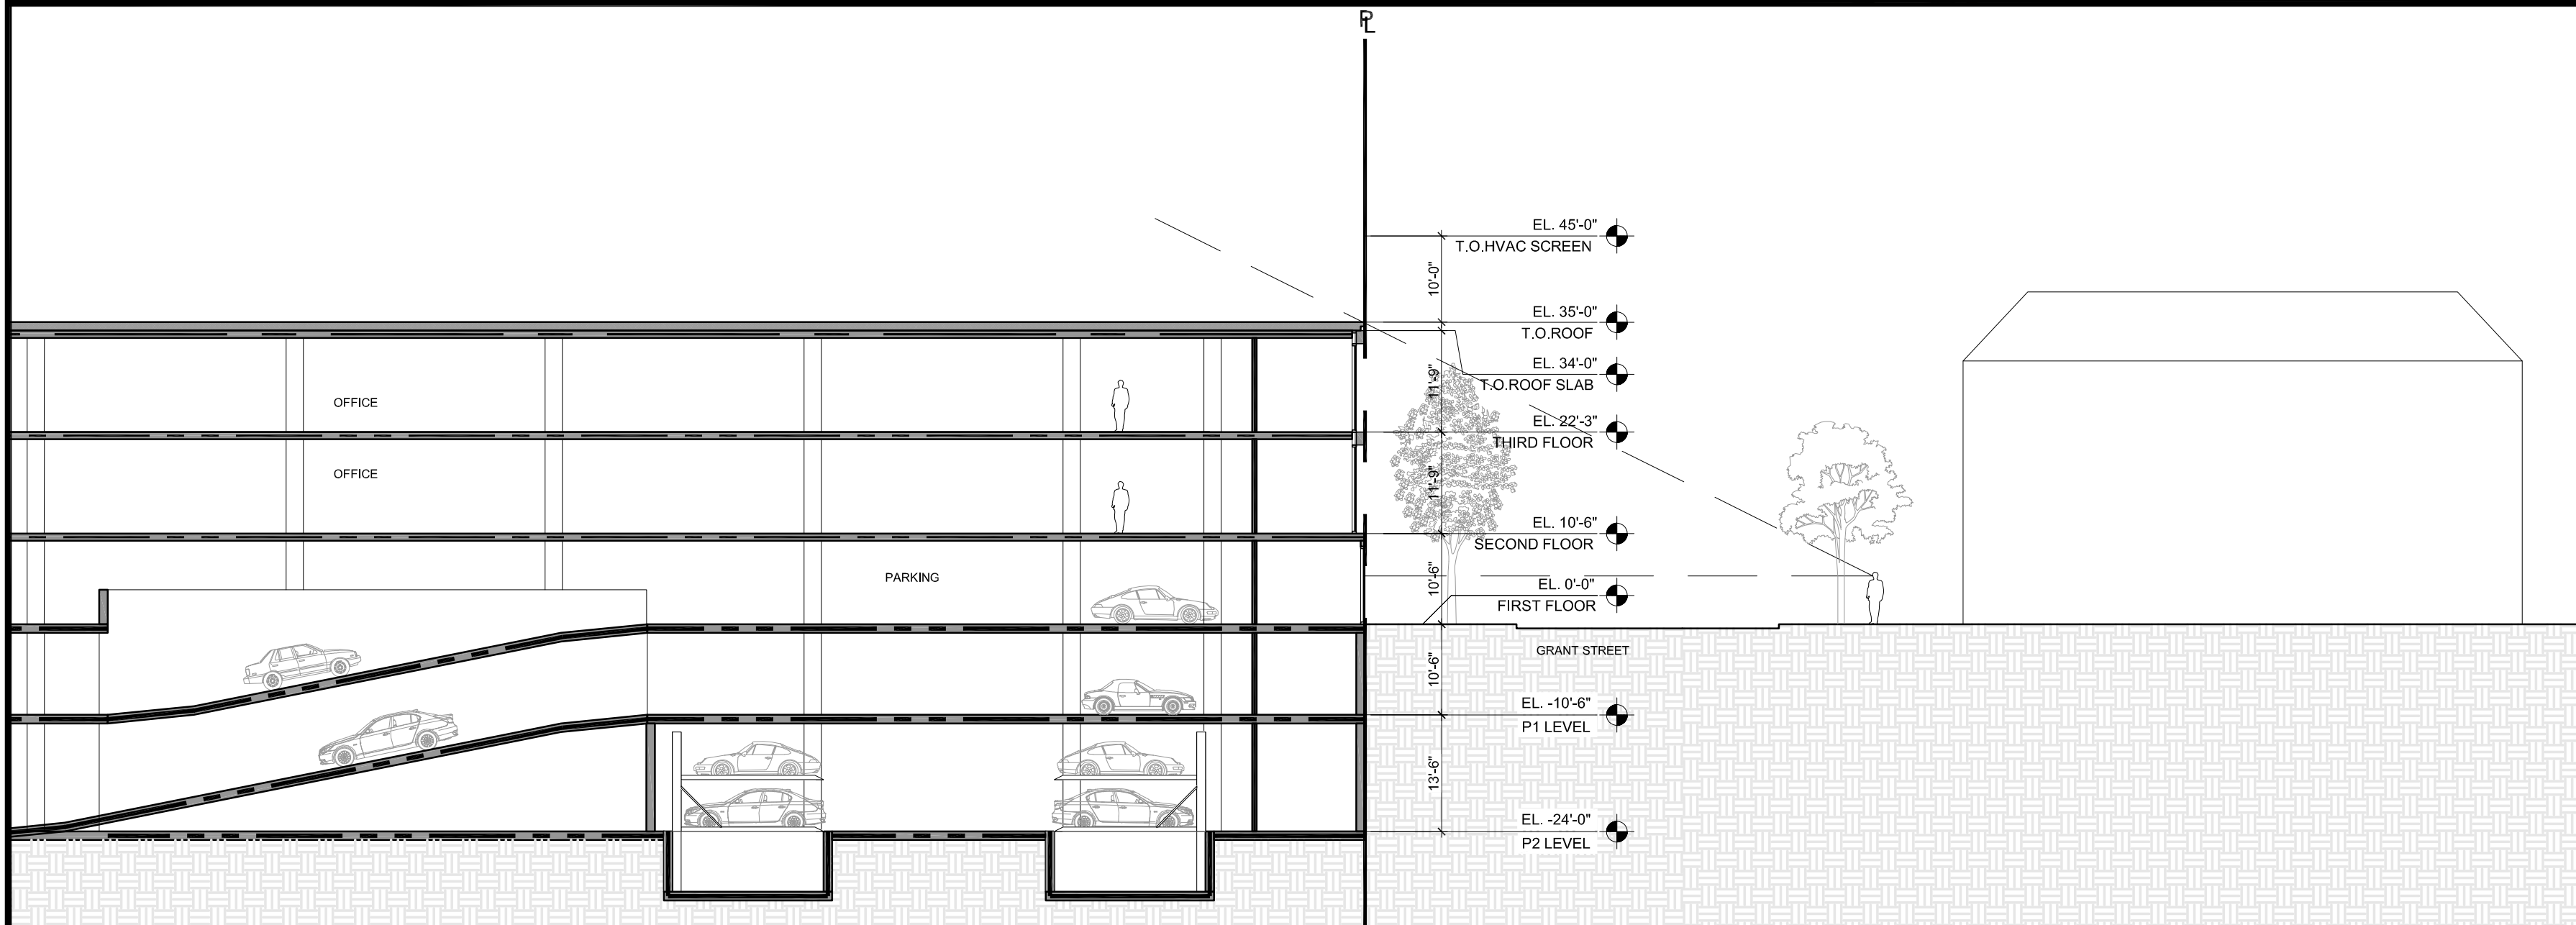 PL
EL. 45'-0"
T.O.HVAC SCREEN
10'-0"
EL. 35'-0"
T.O.ROOF
EL. 34'-0"
T.O.ROOF SLAB
11'-9"
OFFICE
EL. 22'-3"
THIRD FLOOR
OFFICE
11'-9"
EL. 10'-6"
SECOND FLOOR
PARKING
10'-6"
EL. 0'-0"
FIRST FLOOR
GRANT STREET
10'-6"
EL. -10'-6"
P1 LEVEL
13'-6"
EL. -24'-0"
P2 LEVEL